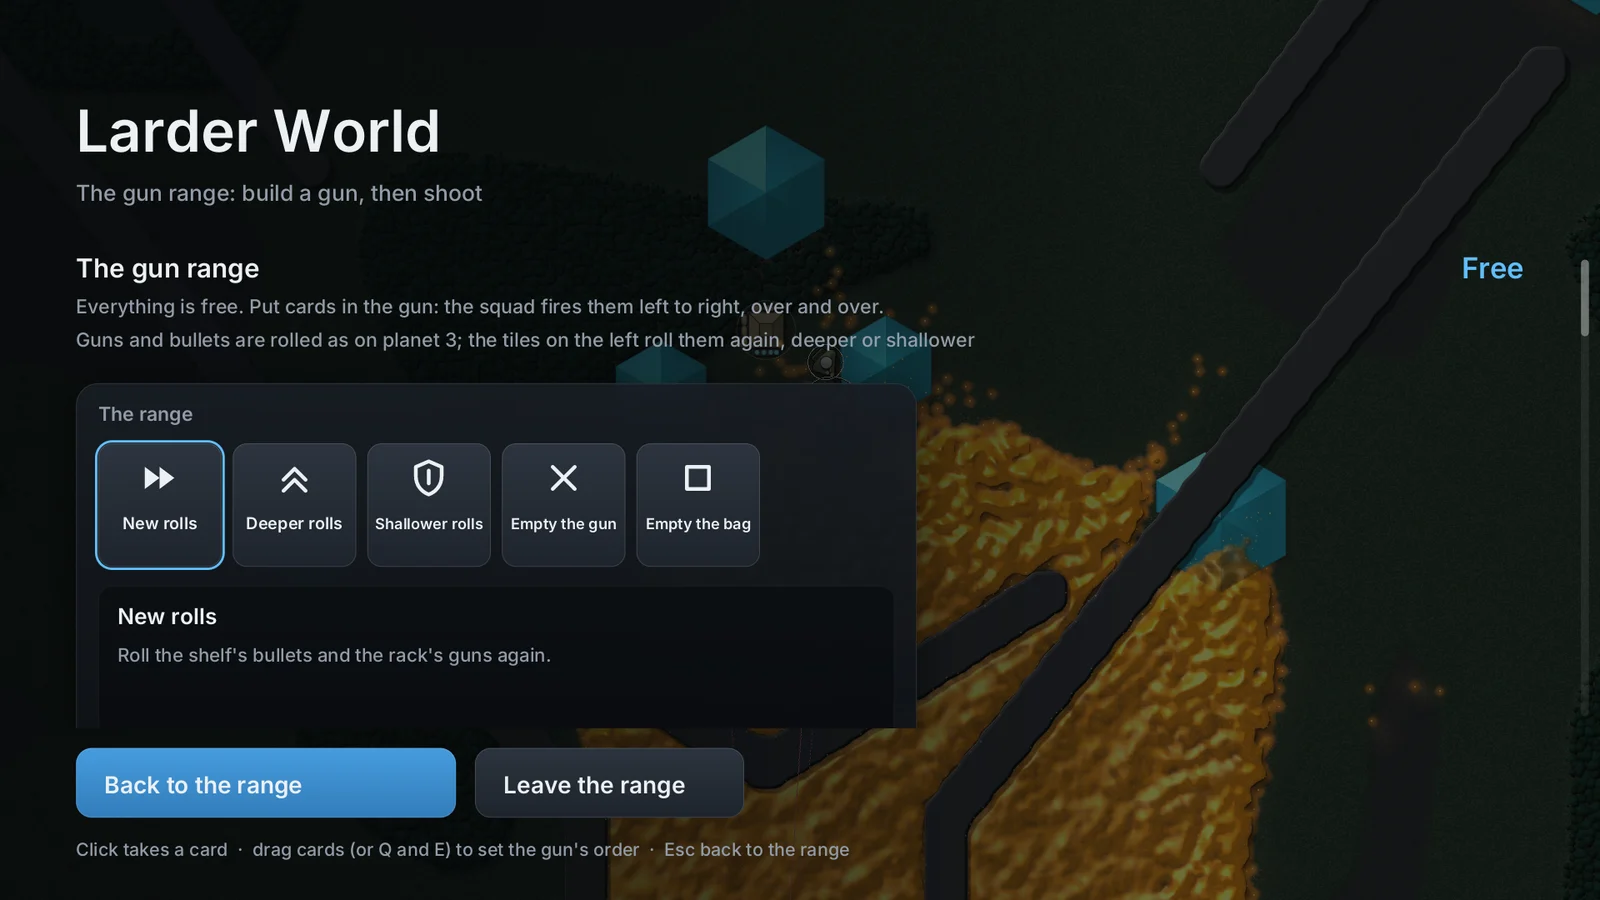 Larder World
The gun range: build a gun, then shoot
The gun range
Free
Everything is free. Put cards in the gun: the squad fires them left to right, over and over.
Guns and bullets are rolled as on planet 3; the tiles on the left roll them again, deeper or shallower
The range
New rolls
Deeper rolls
Shallower rolls
Empty the gun
Empty the bag
New rolls
Roll the shelf's bullets and the rack's guns again.
Back to the range
Leave the range
Click takes a card · drag cards (or Q and E) to set the gun's order · Esc back to the range